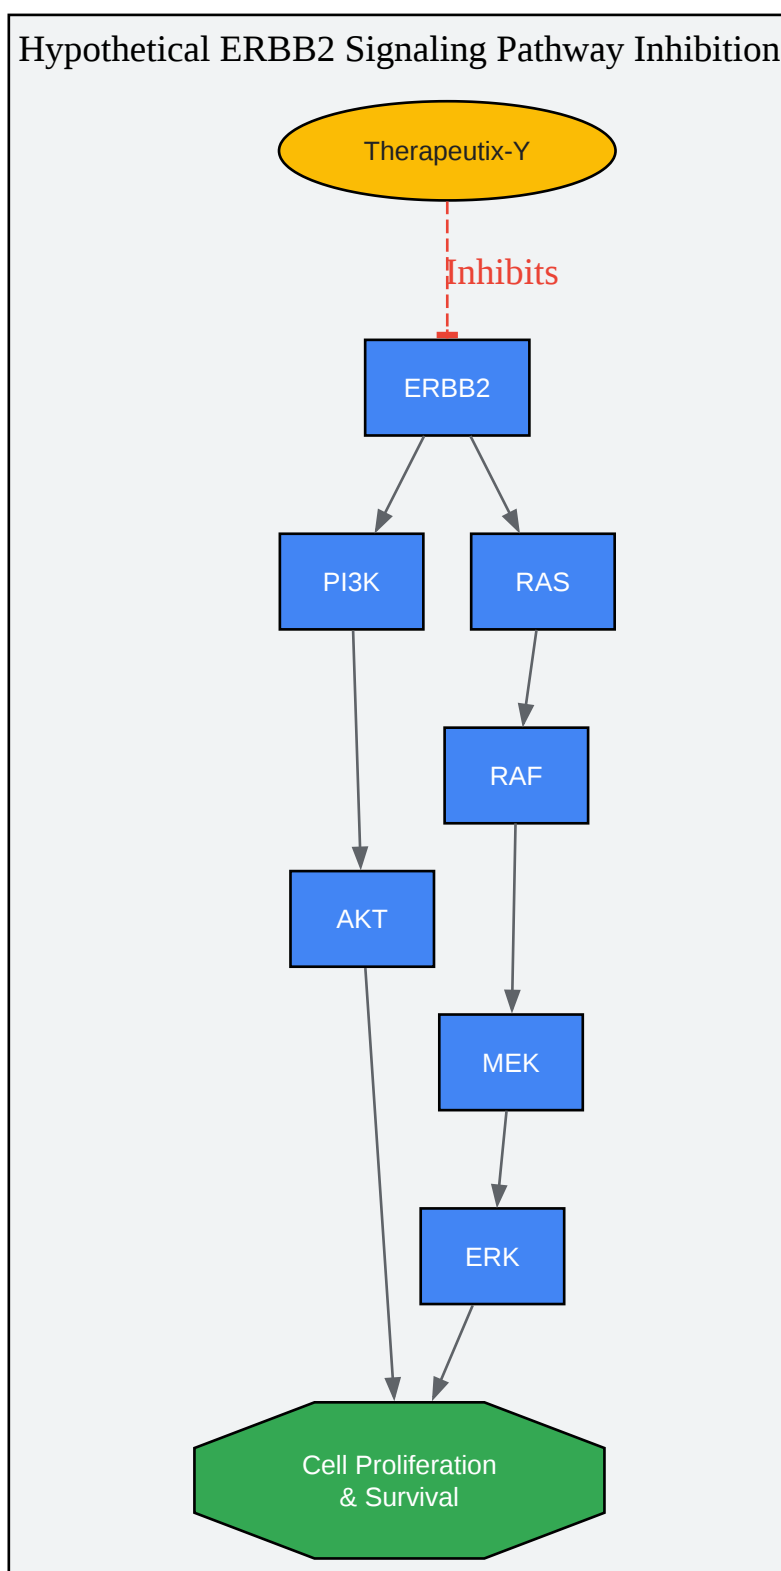 Hypothetical ERBB2 Signaling Pathway Inhibition
Therapeutix-Y
Inhibits
ERBB2
PI3K
RAS
RAF
AKT
MEK
ERK
Cell Proliferation
& Survival